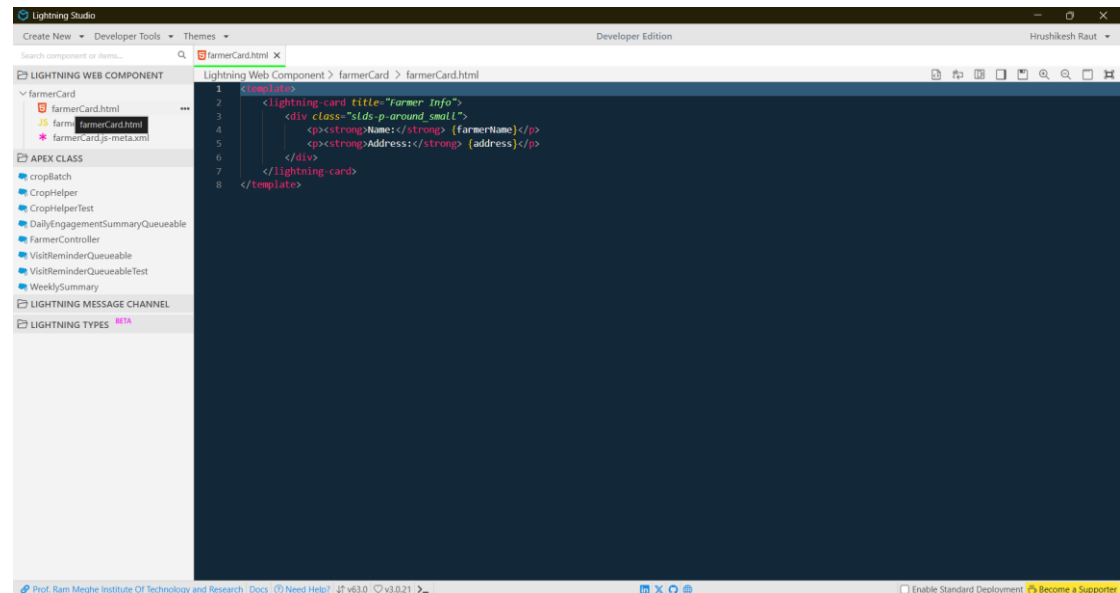 Lightning Studio
Create New Developer Tools Themes Developer Edition Hrushikesh Raut
Search component or items...
farmerCard.html
LIGHTNING WEB COMPONENT
farmerCard
farmerCard.html
JS farme
farmerCard.html
farmerCard.js-meta.xml
APEX CLASS
cropBatch
CropHelper
CropHelperTest
DailyEngagementSummaryQueueable
FarmerController
VisitReminderQueueable
VisitReminderQueueableTest
WeeklySummary
LIGHTNING MESSAGE CHANNEL
LIGHTNING TYPES BETA
Lightning Web Component > farmerCard > farmerCard.html
1 <template>
2 <lightning-card title="Farmer Info">
3 <div class="slds-p-around_small">
4 <p><strong>Name:</strong> {farmerName}</p>
5 <p><strong>Address:</strong> {address}</p>
6 </div>
7 </lightning-card>
8 </template>
Prof. Ram Meghe Institute Of Technology and Research Docs Need Help? v63.0 v3.0.21 Enable Standard Deployment Become a Supporter